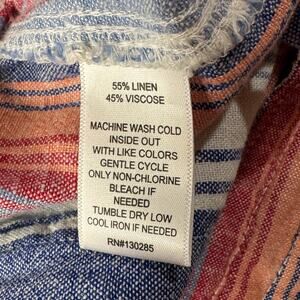 55% LINEN
45% VISCOSE
MACHINE WASH COLD
INSIDE OUT
WITH LIKE COLORS
GENTLE CYCLE
ONLY NON-CHLORINE
BLEACH IF
NEEDED
TUMBLE DRY LOW
COOL IRON IF NEEDED
RN#130285